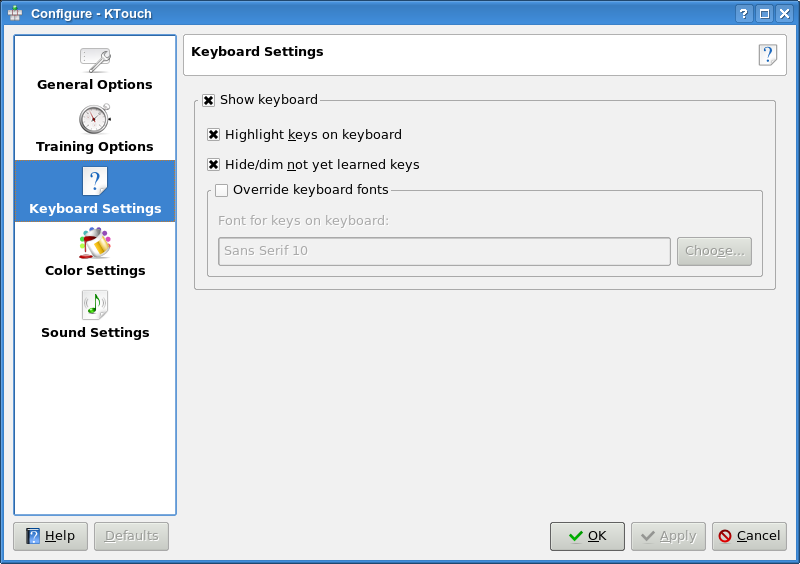 Configure - KTouch
General Options
Training Options
Keyboard Settings
Color Settings
Sound Settings
Keyboard Settings
Show keyboard
Highlight keys on keyboard
Hide/dim not yet learned keys
Override keyboard fonts
Font for keys on keyboard:
Sans Serif 10
Choose...
Help
Defaults
OK
Apply
Cancel